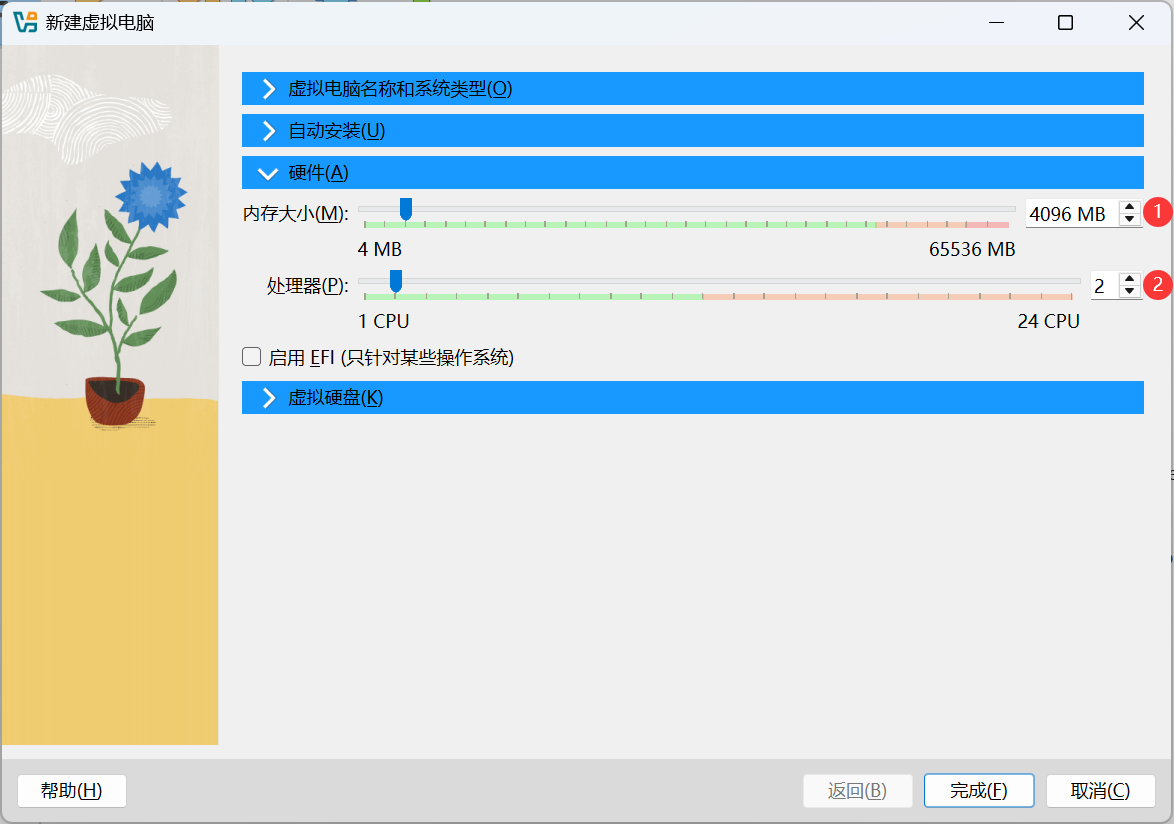 新建虚拟电脑
虚拟电脑名称和系统类型(O)
自动安装(U)
硬件(A)
内存大小(M): 4096 MB 1
4 MB 65536 MB
处理器(P): 2 2
1 CPU 24 CPU
启用 EFI (只针对某些操作系统)
虚拟硬盘(K)
帮助(H) 返回(B) 完成(F) 取消(C)